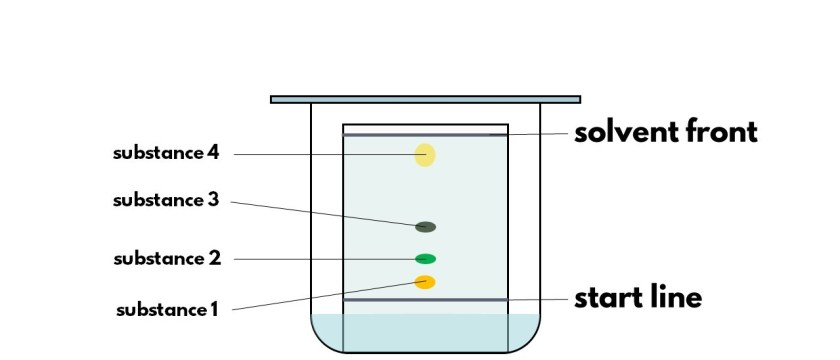 solvent front
substance 4
substance 3
substance 2
start line
substance 1